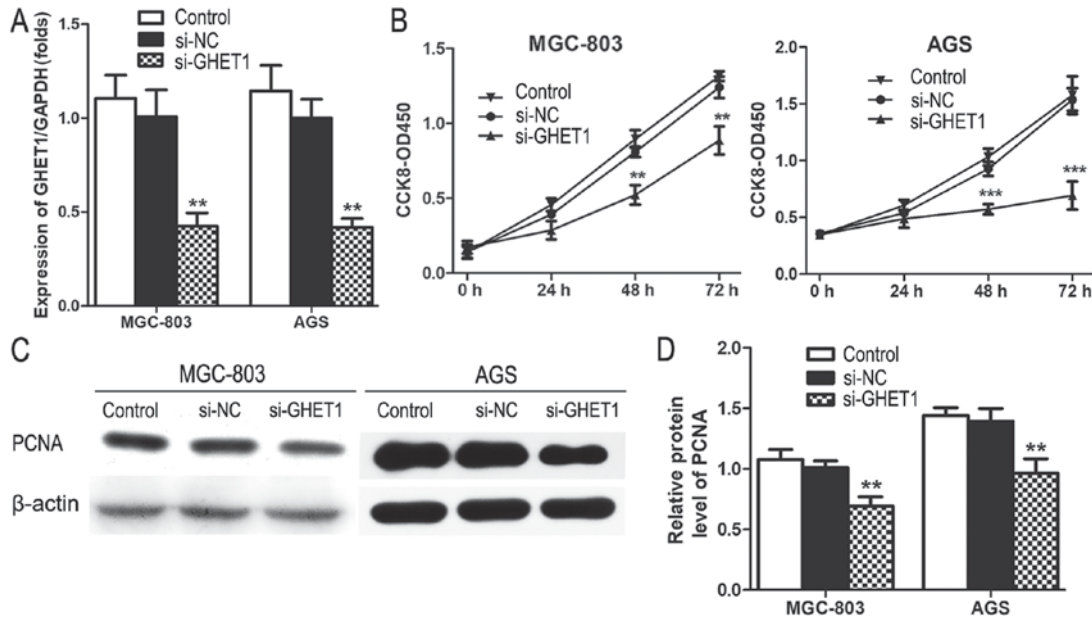 A
Control
si-NC
si-GHET1
Expression of GHET1/GAPDH (folds)
1.5
1.0
0.5
0.0
**
**
MGC-803
AGS
B
MGC-803
Control
si-NC
si-GHET1
CCK8-OD450
1.5
1.0
0.5
0.0
**
**
0 h
24 h
48 h
72 h
AGS
Control
si-NC
si-GHET1
CCK8-OD450
2.0
1.5
1.0
0.5
0.0
***
***
0 h
24 h
48 h
72 h
C
MGC-803
AGS
Control
si-NC
si-GHET1
Control
si-NC
si-GHET1
PCNA
β-actin
D
Control
si-NC
si-GHET1
Relative protein
level of PCNA
2.0
1.5
1.0
0.5
0.0
**
**
MGC-803
AGS